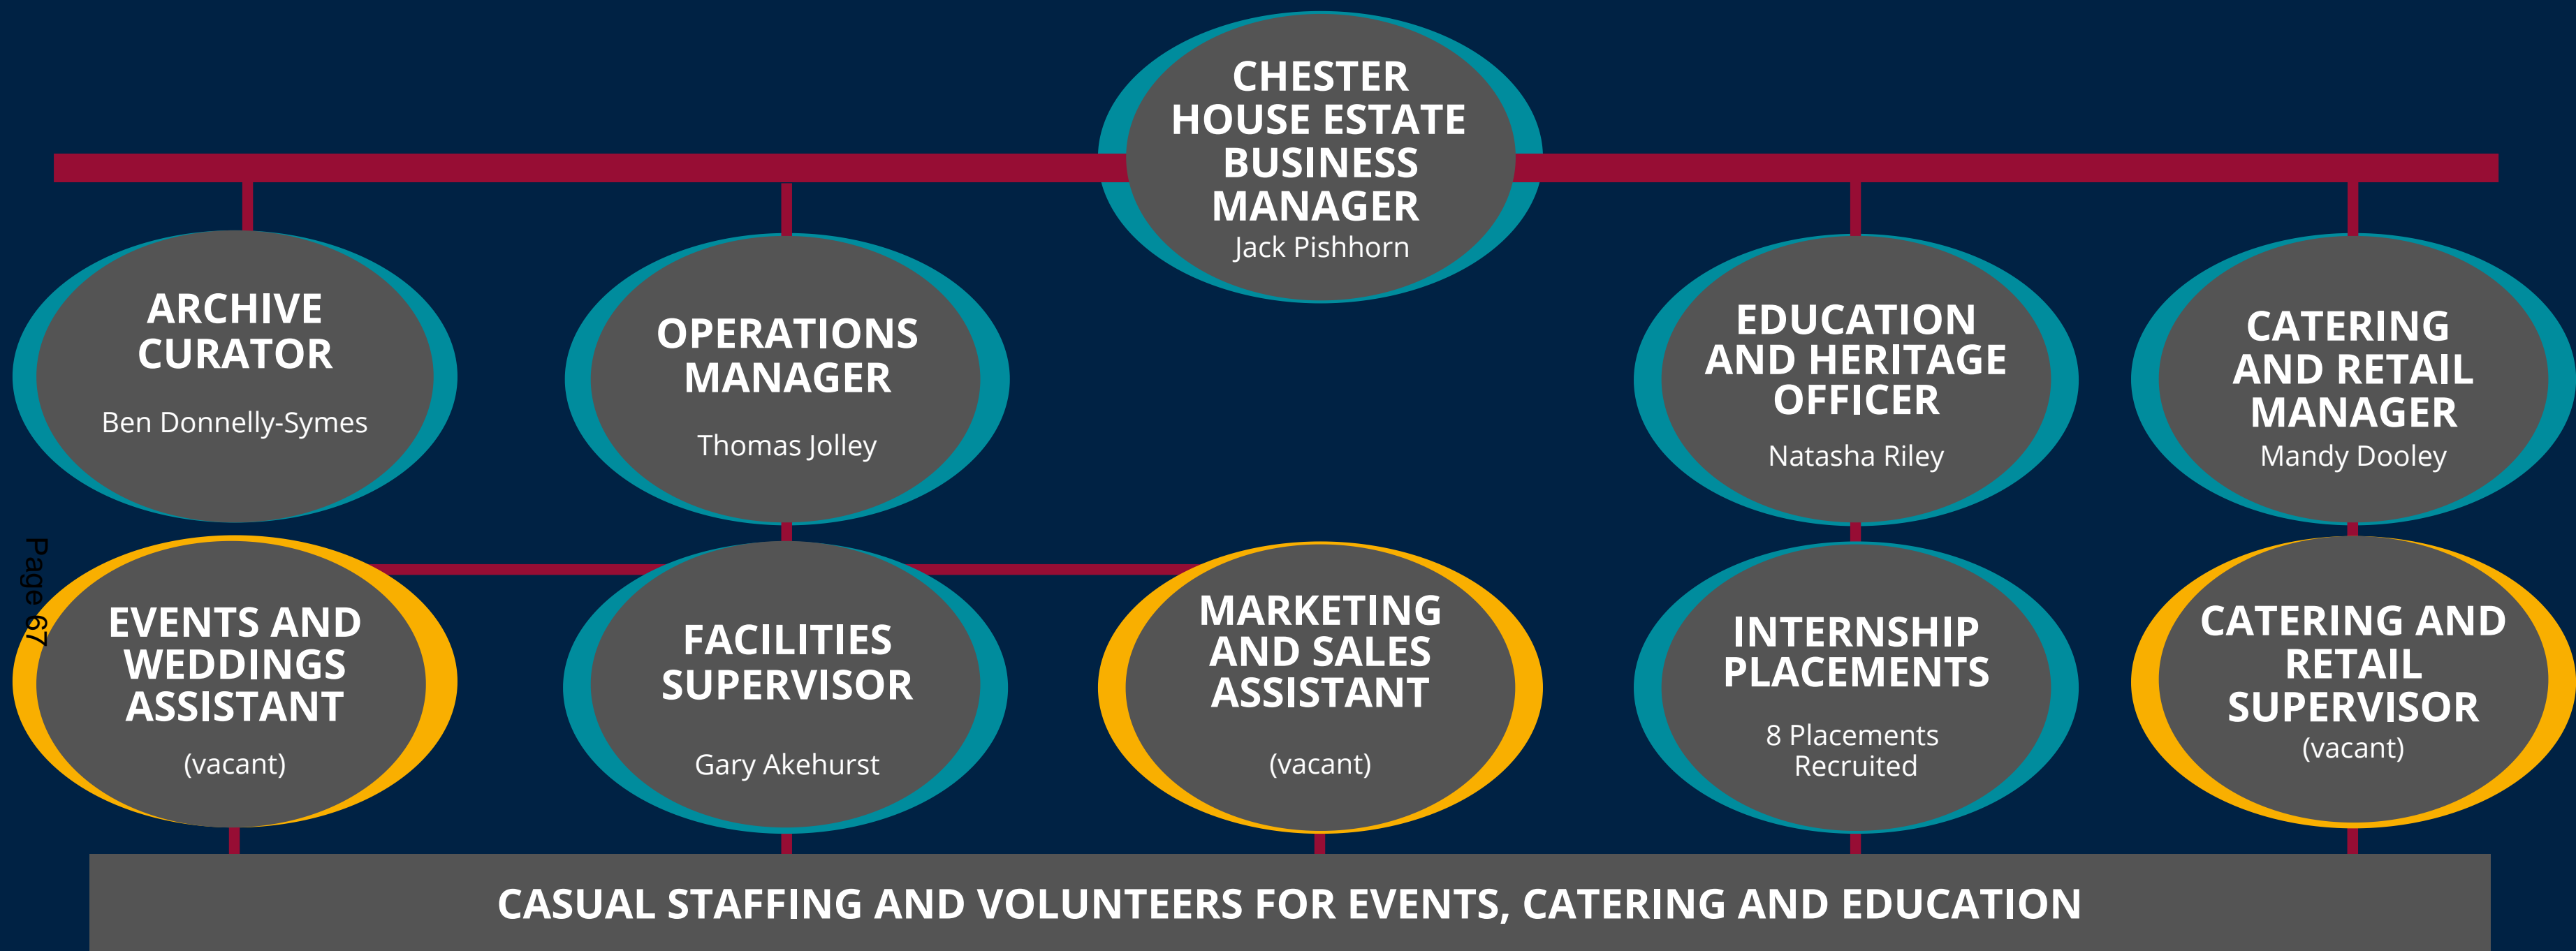 CHESTER
HOUSE ESTATE
BUSINESS
MANAGER
Jack Pishhorn
ARCHIVE
CURATOR
Ben Donnelly-Symes
OPERATIONS
MANAGER
Thomas Jolley
EDUCATION
AND HERITAGE
OFFICER
Natasha Riley
CATERING
AND RETAIL
MANAGER
Mandy Dooley
Page 67
EVENTS AND
WEDDINGS
ASSISTANT
(vacant)
FACILITIES
SUPERVISOR
Gary Akehurst
MARKETING
AND SALES
ASSISTANT
(vacant)
INTERNSHIP
PLACEMENTS
8 Placements
Recruited
CATERING AND
RETAIL
SUPERVISOR
(vacant)
CASUAL STAFFING AND VOLUNTEERS FOR EVENTS, CATERING AND EDUCATION